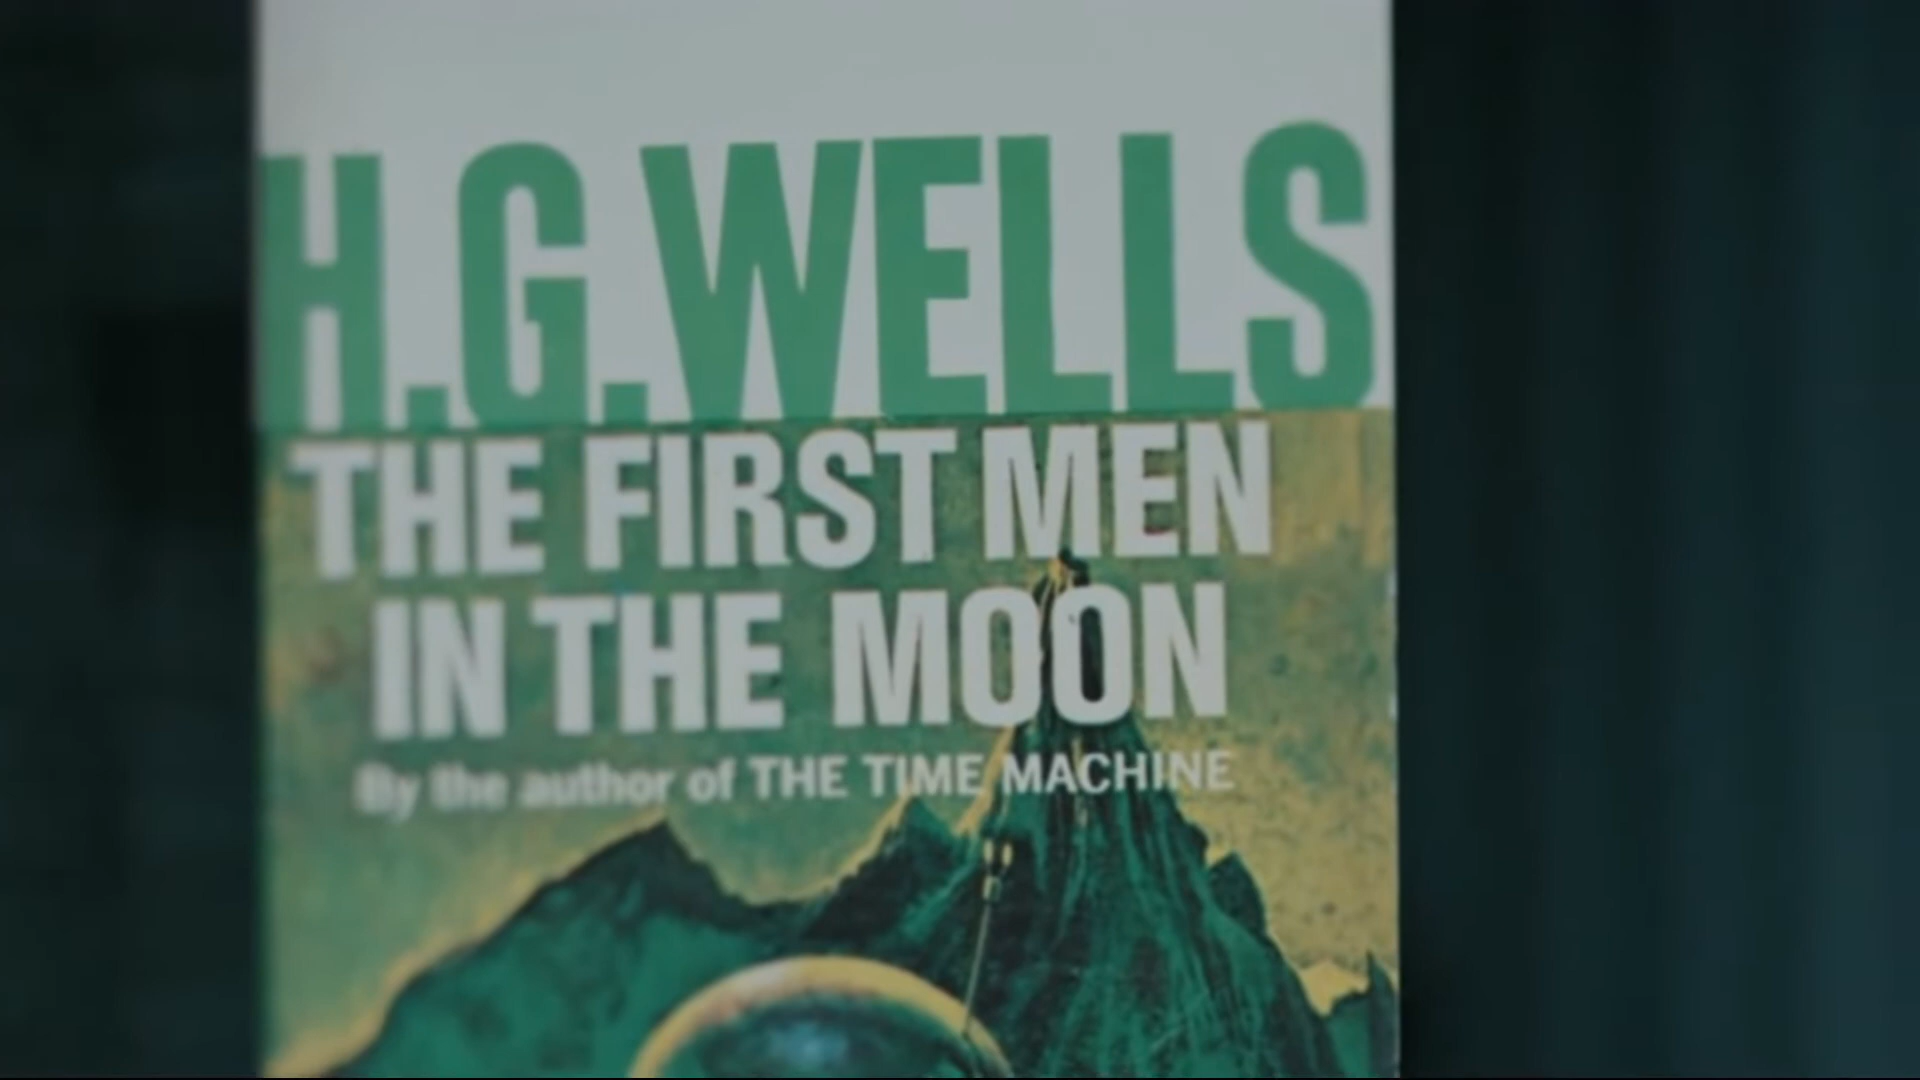 H.G.WELLS
THE FIRST MEN
IN THE MOON
By the author of THE TIME MACHINE